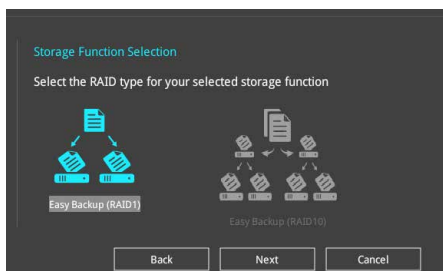 Storage Function Selection
Select the RAID type for your selected storage function
Easy Backup (RAID1)
Easy Backup (RAID10)
Back
Next
Cancel